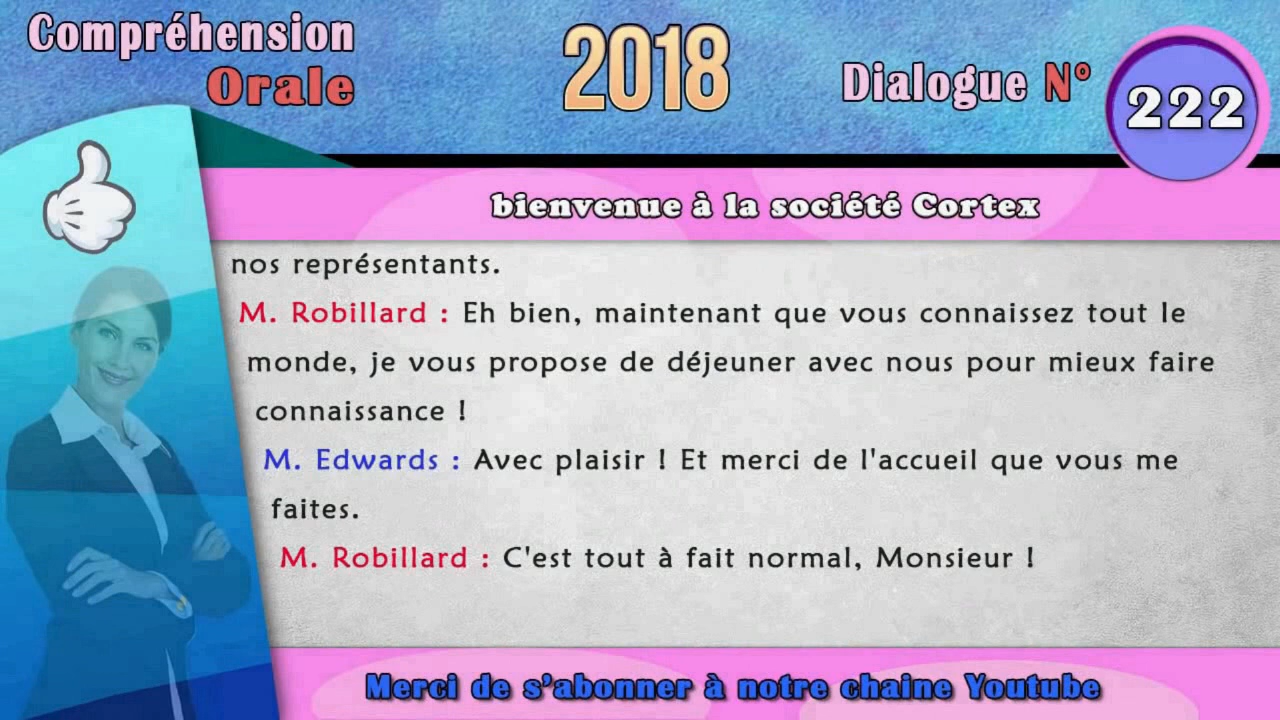 Compréhension
Orale
2018
Dialogue N°
222
bienvenue à la société Cortex
nos représentants.
M. Robillard : Eh bien, maintenant que vous connaissez tout le
monde, je vous propose de déjeuner avec nous pour mieux faire
connaissance !
M. Edwards : Avec plaisir ! Et merci de l'accueil que vous me
faites.
M. Robillard : C'est tout à fait normal, Monsieur !
Merci de s'abonner à notre chaine Youtube